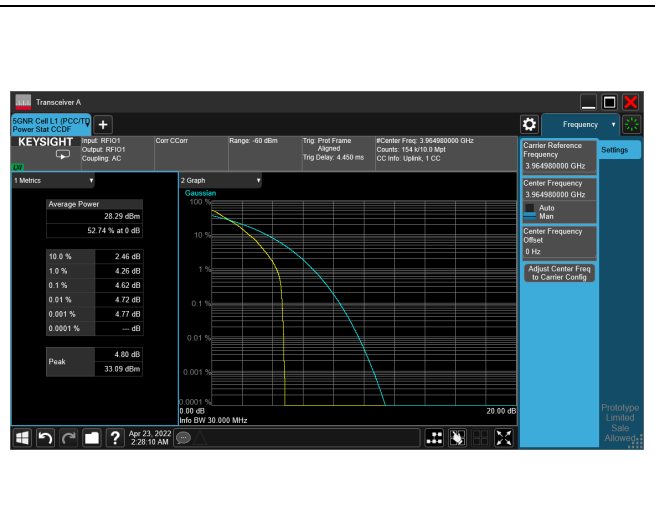 Transceiver A
5GNR Cell L1 (PCC/TD
Power Stat CCDF
Frequency
KEYSIGHT
Input: RFIO1
Output: RFIO1
Coupling: AC
Corr CCorr
Range: -60 dBm
Trig: Prot Frame
Aligned
Trig Delay: 4.450 ms
#Center Freq: 3.964980000 GHz
Counts: 154 k/10.0 Mpt
CC Info: Uplink, 1 CC
LXI
1 Metrics
Average Power
28.29 dBm
52.74 % at 0 dB
10.0 % 2.46 dB
1.0 % 4.26 dB
0.1 % 4.62 dB
0.01 % 4.72 dB
0.001 % 4.77 dB
0.0001 % --- dB
Peak
4.80 dB
33.09 dBm
2 Graph
Gaussian
100 %
10 %
1 %
0.1 %
0.01 %
0.001 %
0.0001 %
0.00 dB
20.00 dB
Info BW 30.000 MHz
Carrier Reference
Frequency
3.964980000 GHz
Center Frequency
3.964980000 GHz
Auto
Man
Center Frequency
Offset
0 Hz
Adjust Center Freq
to Carrier Config
Settings
Prototype
Limited
Sale
Allowed
Apr 23, 2022
2:28:10 AM